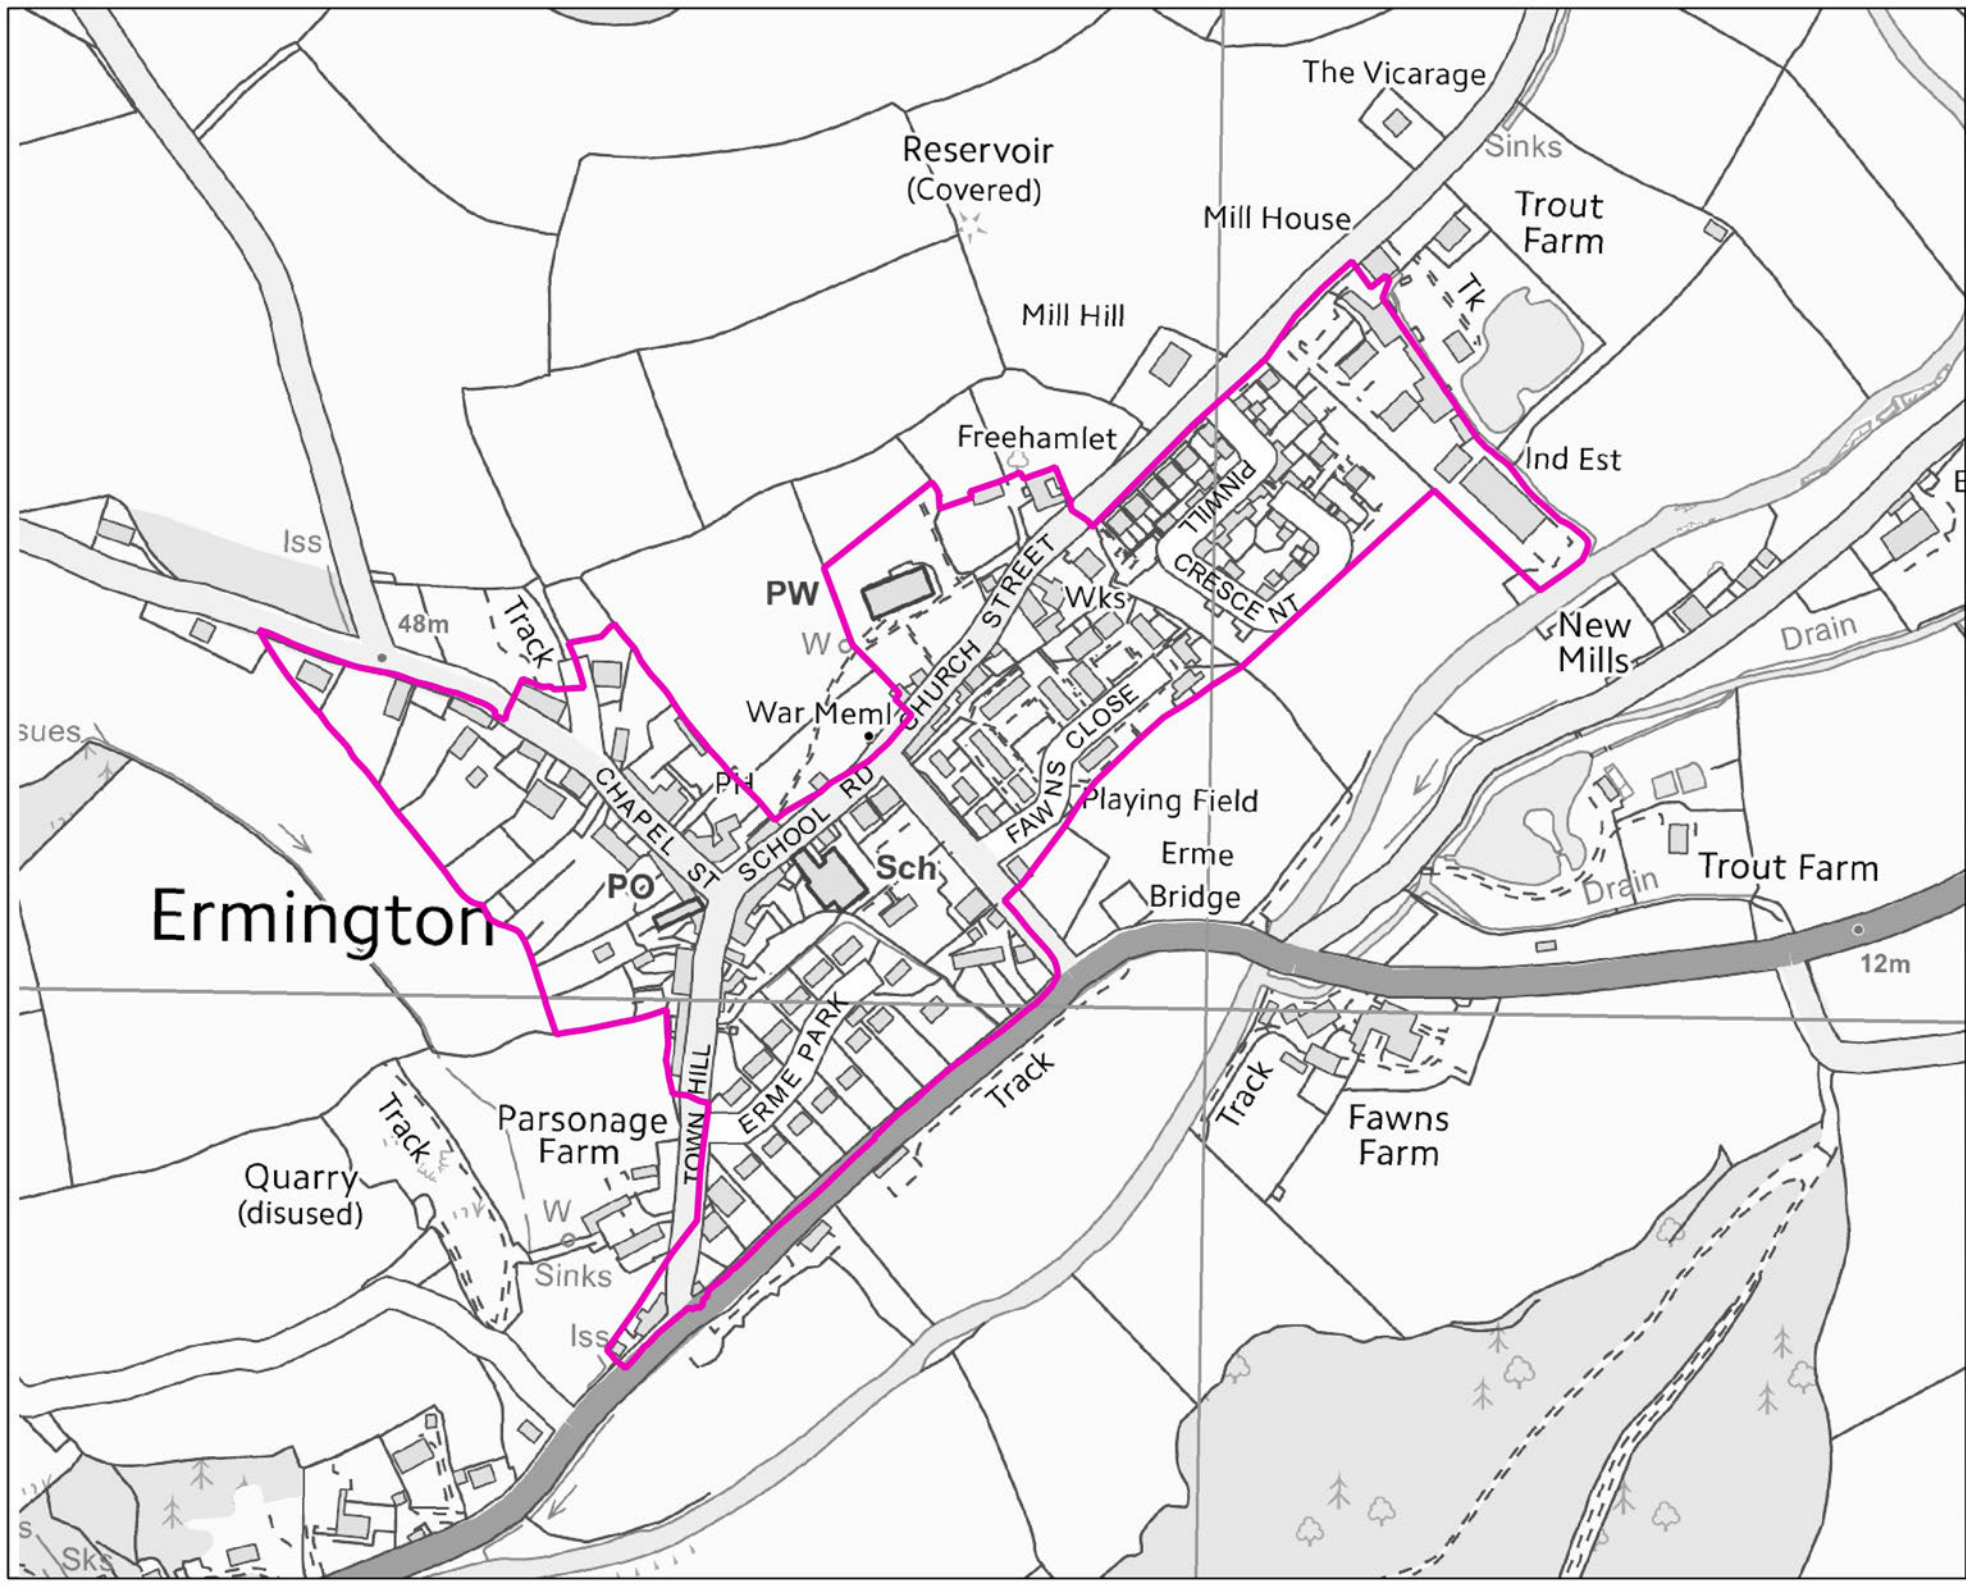 The Vicarage
Sinks
Reservoir
(Covered)
Trout
Farm
Mill House
Tk
Mill Hill
Freehamlet
Ind Est
PINWILL
CRESCENT
Iss
48m
Track
PW
W
STREET
CHURCH
Wks
New
Mills
Drain
War Meml
CLOSE
FAWNS
sues
PH
SCHOOL RD
CHAPEL ST
Playing Field
Erme
Bridge
Sch
PO
Trout Farm
Drain
Ermington
12m
ERME PARK
TOWN HILL
Track
Track
Fawns
Farm
Parsonage
Farm
Track
Quarry
(disused)
W
Sinks
Iss
s
Sks
E